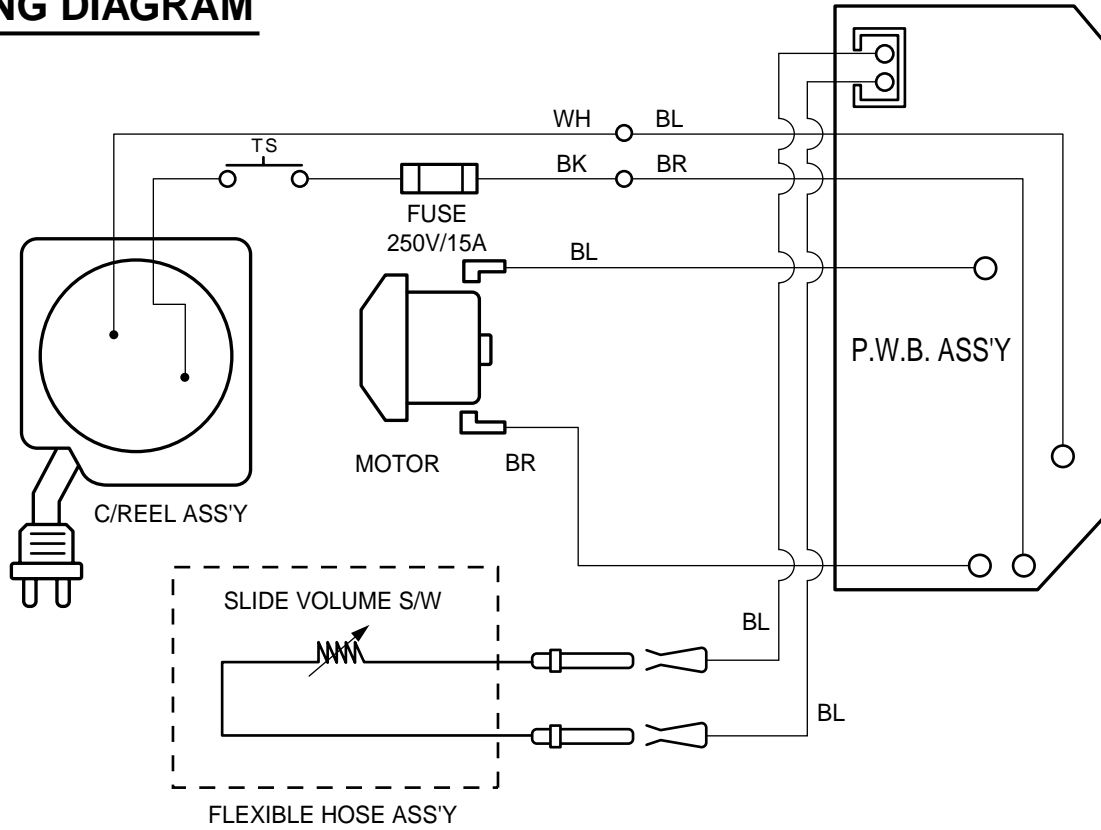 NG DIAGRAM
WH BL
TS
BK BR
FUSE
250V/15A
BL
P.W.B. ASS'Y
MOTOR BR
C/REEL ASS'Y
SLIDE VOLUME S/W
BL
BL
FLEXIBLE HOSE ASS'Y